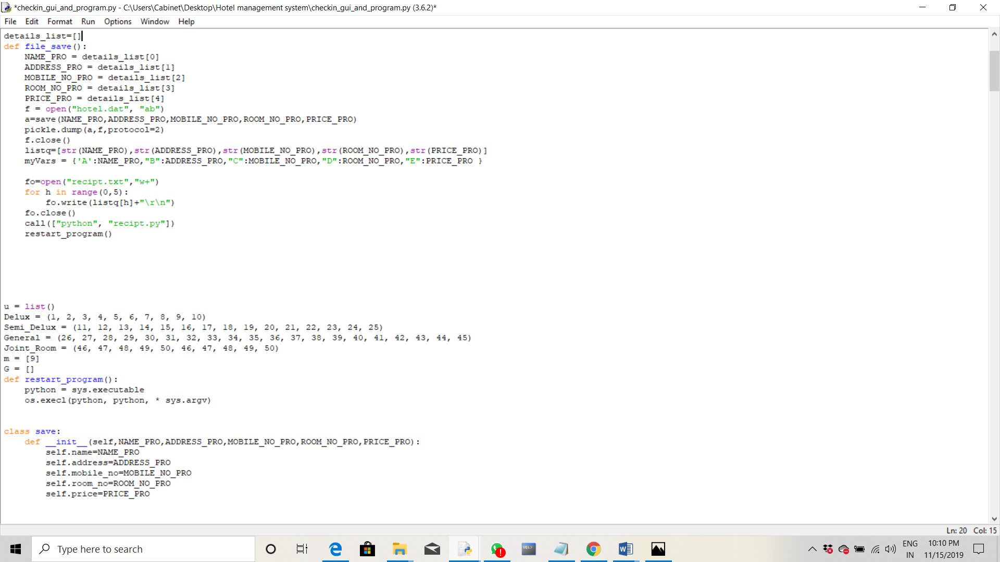 *checkin_gui_and_program.py - C:\Users\Cabinet\Desktop\Hotel management system\checkin_gui_and_program.py (3.6.2)*
File Edit Format Run Options Window Help
details_list=[]
def file_save():
    NAME_PRO = details_list[0]
    ADDRESS_PRO = details_list[1]
    MOBILE_NO_PRO = details_list[2]
    ROOM_NO_PRO = details_list[3]
    PRICE_PRO = details_list[4]
    f = open("hotel.dat", "ab")
    a=save(NAME_PRO,ADDRESS_PRO,MOBILE_NO_PRO,ROOM_NO_PRO,PRICE_PRO)
    pickle.dump(a,f,protocol=2)
    f.close()
    listq=[str(NAME_PRO),str(ADDRESS_PRO),str(MOBILE_NO_PRO),str(ROOM_NO_PRO),str(PRICE_PRO)]
    myVars = {'A':NAME_PRO,"B":ADDRESS_PRO,"C":MOBILE_NO_PRO,"D":ROOM_NO_PRO,"E":PRICE_PRO }
    fo=open("recipt.txt","w+")
    for h in range(0,5):
        fo.write(listq[h]+"\r\n")
    fo.close()
    call(["python", "recipt.py"])
    restart_program()
u = list()
Delux = (1, 2, 3, 4, 5, 6, 7, 8, 9, 10)
Semi_Delux = (11, 12, 13, 14, 15, 16, 17, 18, 19, 20, 21, 22, 23, 24, 25)
General = (26, 27, 28, 29, 30, 31, 32, 33, 34, 35, 36, 37, 38, 39, 40, 41, 42, 43, 44, 45)
Joint_Room = (46, 47, 48, 49, 50, 46, 47, 48, 49, 50)
m = [9]
G = []
def restart_program():
    python = sys.executable
    os.execl(python, python, * sys.argv)
class save:
    def __init__(self,NAME_PRO,ADDRESS_PRO,MOBILE_NO_PRO,ROOM_NO_PRO,PRICE_PRO):
        self.name=NAME_PRO
        self.address=ADDRESS_PRO
        self.mobile_no=MOBILE_NO_PRO
        self.room_no=ROOM_NO_PRO
        self.price=PRICE_PRO
Ln: 20 Col: 15
Type here to search
SQL>
ENG
IN
10:10 PM
11/15/2019